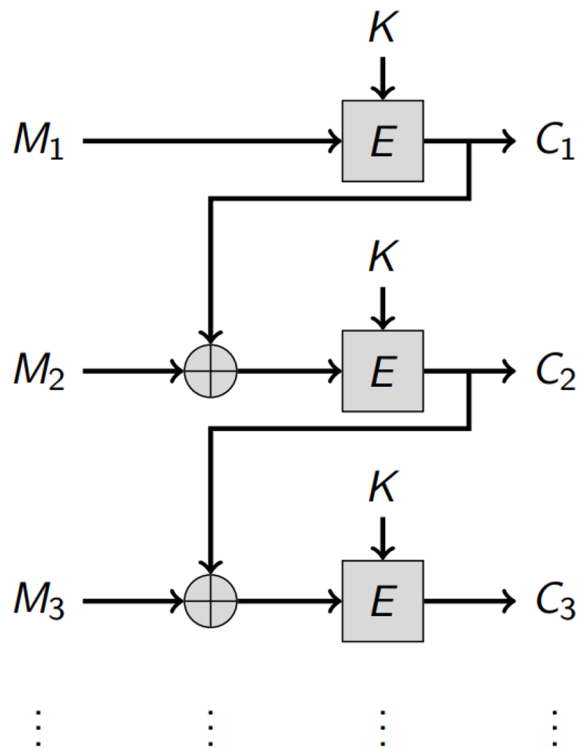 K
M₁ E C₁
K
M₂ E C₂
K
M₃ E C₃
⋮ ⋮ ⋮ ⋮